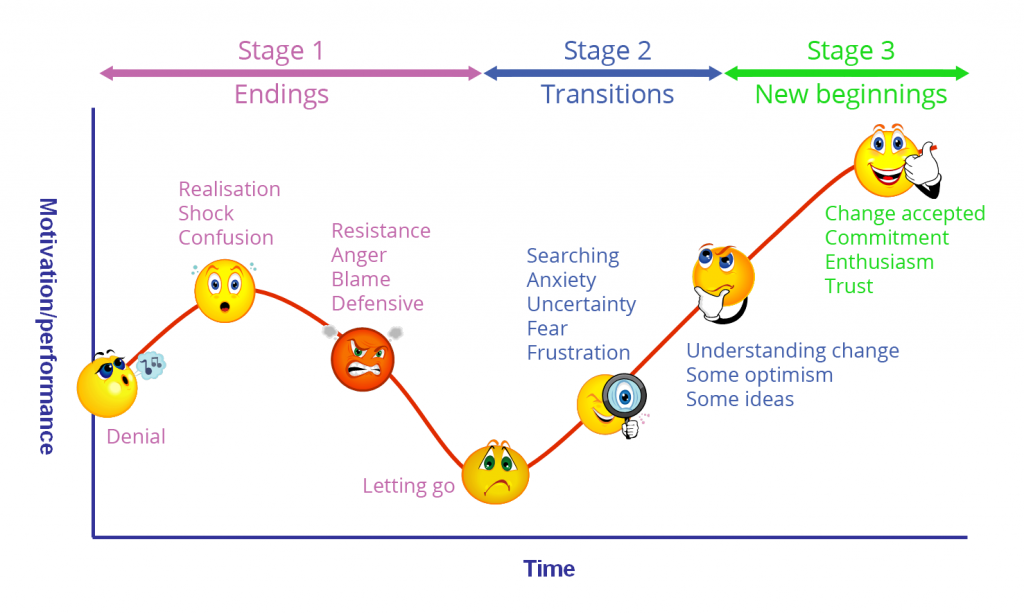 Stage 1
Endings
Stage 2
Transitions
Stage 3
New beginnings
Motivation/performance
Denial
Realisation
Shock
Confusion
Resistance
Anger
Blame
Defensive
Letting go
Searching
Anxiety
Uncertainty
Fear
Frustration
Understanding change
Some optimism
Some ideas
Change accepted
Commitment
Enthusiasm
Trust
Time